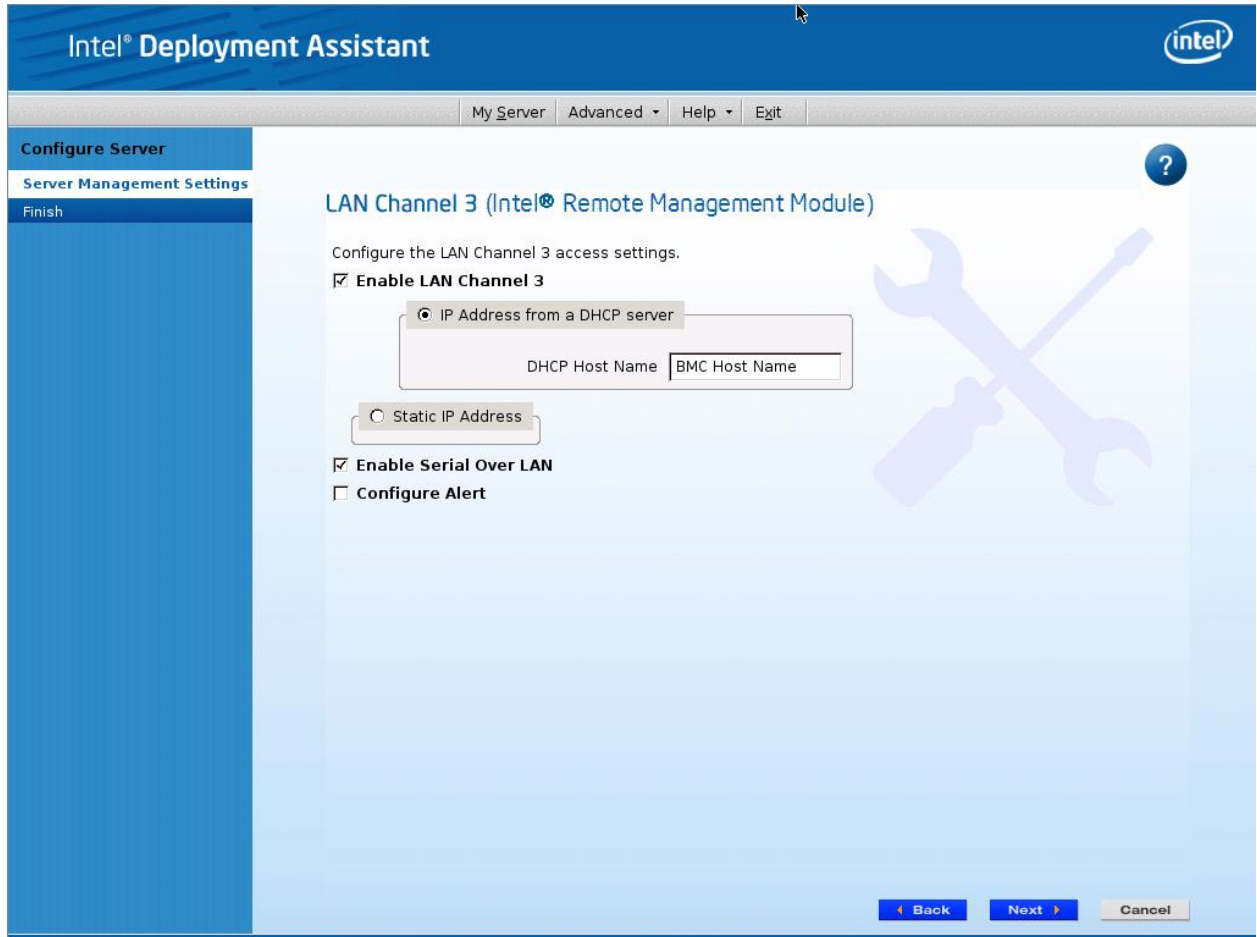 Intel® Deployment Assistant
intel
My Server
Advanced
Help
Exit
Configure Server
Server Management Settings
Finish
?
LAN Channel 3 (Intel® Remote Management Module)
Configure the LAN Channel 3 access settings.
Enable LAN Channel 3
IP Address from a DHCP server
DHCP Host Name BMC Host Name
Static IP Address
Enable Serial Over LAN
Configure Alert
Back
Next
Cancel